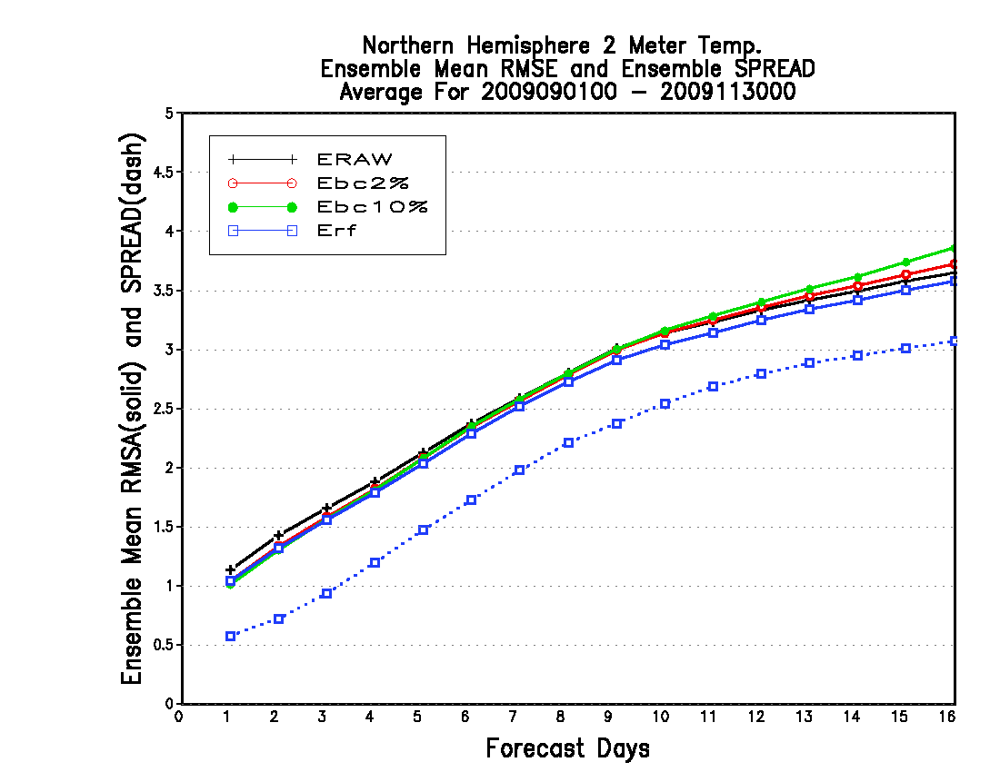 Northern Hemisphere 2 Meter Temp.
Ensemble Mean RMSE and Ensemble SPREAD
Average For 2009090100 – 2009113000
Ensemble Mean RMSA(solid) and SPREAD(dash)
5
4.5
4
3.5
3
2.5
2
1.5
1
0.5
0
ERAW
Ebc2%
Ebc10%
Erf
0 1 2 3 4 5 6 7 8 9 10 11 12 13 14 15 16
Forecast Days